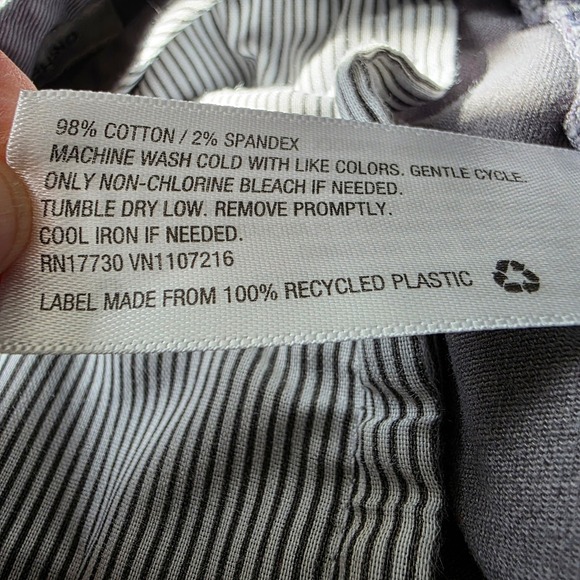 98% COTTON / 2% SPANDEX
MACHINE WASH COLD WITH LIKE COLORS. GENTLE CYCLE.
ONLY NON-CHLORINE BLEACH IF NEEDED.
TUMBLE DRY LOW. REMOVE PROMPTLY.
COOL IRON IF NEEDED.
RN17730 VN1107216
LABEL MADE FROM 100% RECYCLED PLASTIC